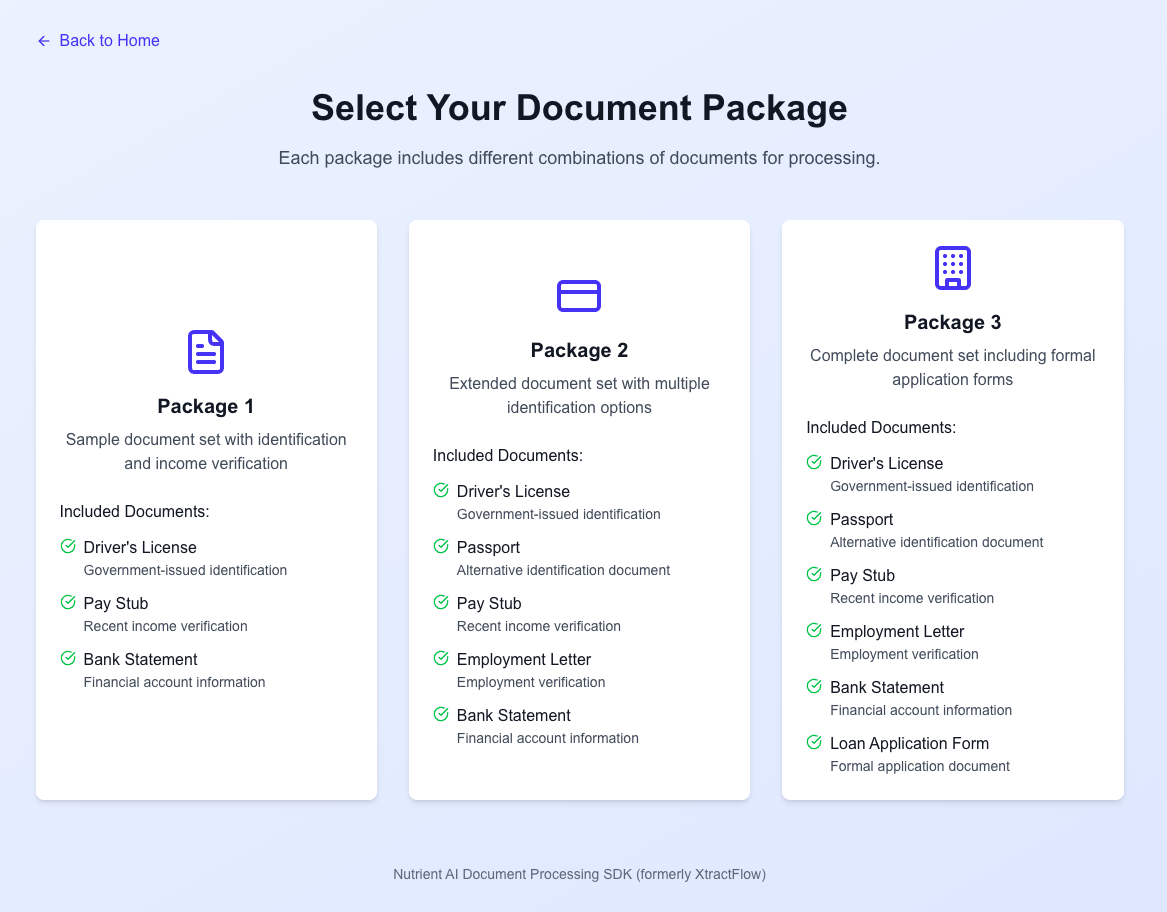 Back to Home
Select Your Document Package
Each package includes different combinations of documents for processing.
Package 1
Sample document set with identification
and income verification
Included Documents:
Driver's License
Government-issued identification
Pay Stub
Recent income verification
Bank Statement
Financial account information
Package 2
Extended document set with multiple
identification options
Included Documents:
Driver's License
Government-issued identification
Passport
Alternative identification document
Pay Stub
Recent income verification
Employment Letter
Employment verification
Bank Statement
Financial account information
Package 3
Complete document set including formal
application forms
Included Documents:
Driver's License
Government-issued identification
Passport
Alternative identification document
Pay Stub
Recent income verification
Employment Letter
Employment verification
Bank Statement
Financial account information
Loan Application Form
Formal application document
Nutrient AI Document Processing SDK (formerly XtractFlow)